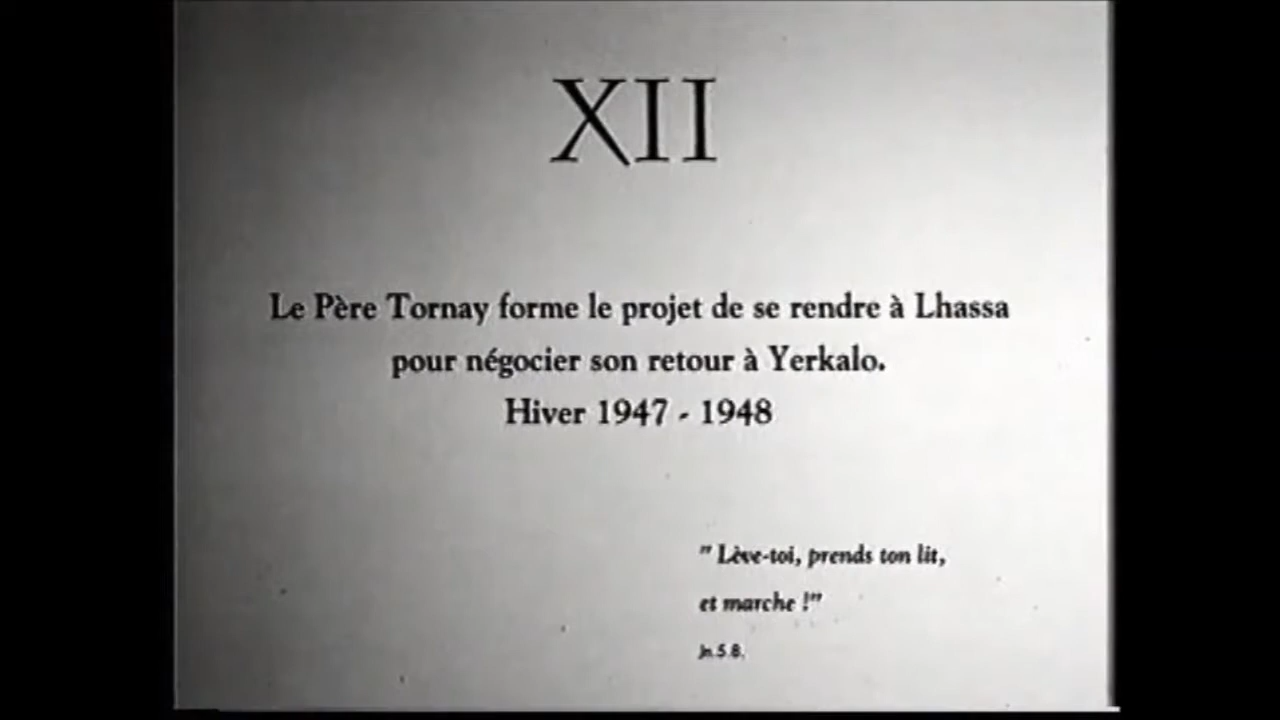 XII
Le Père Tornay forme le projet de se rendre à Lhassa
pour négocier son retour à Yerkalo.
Hiver 1947 - 1948
" Lève-toi, prends ton lit,
et marche !"
Jn. 5 8.